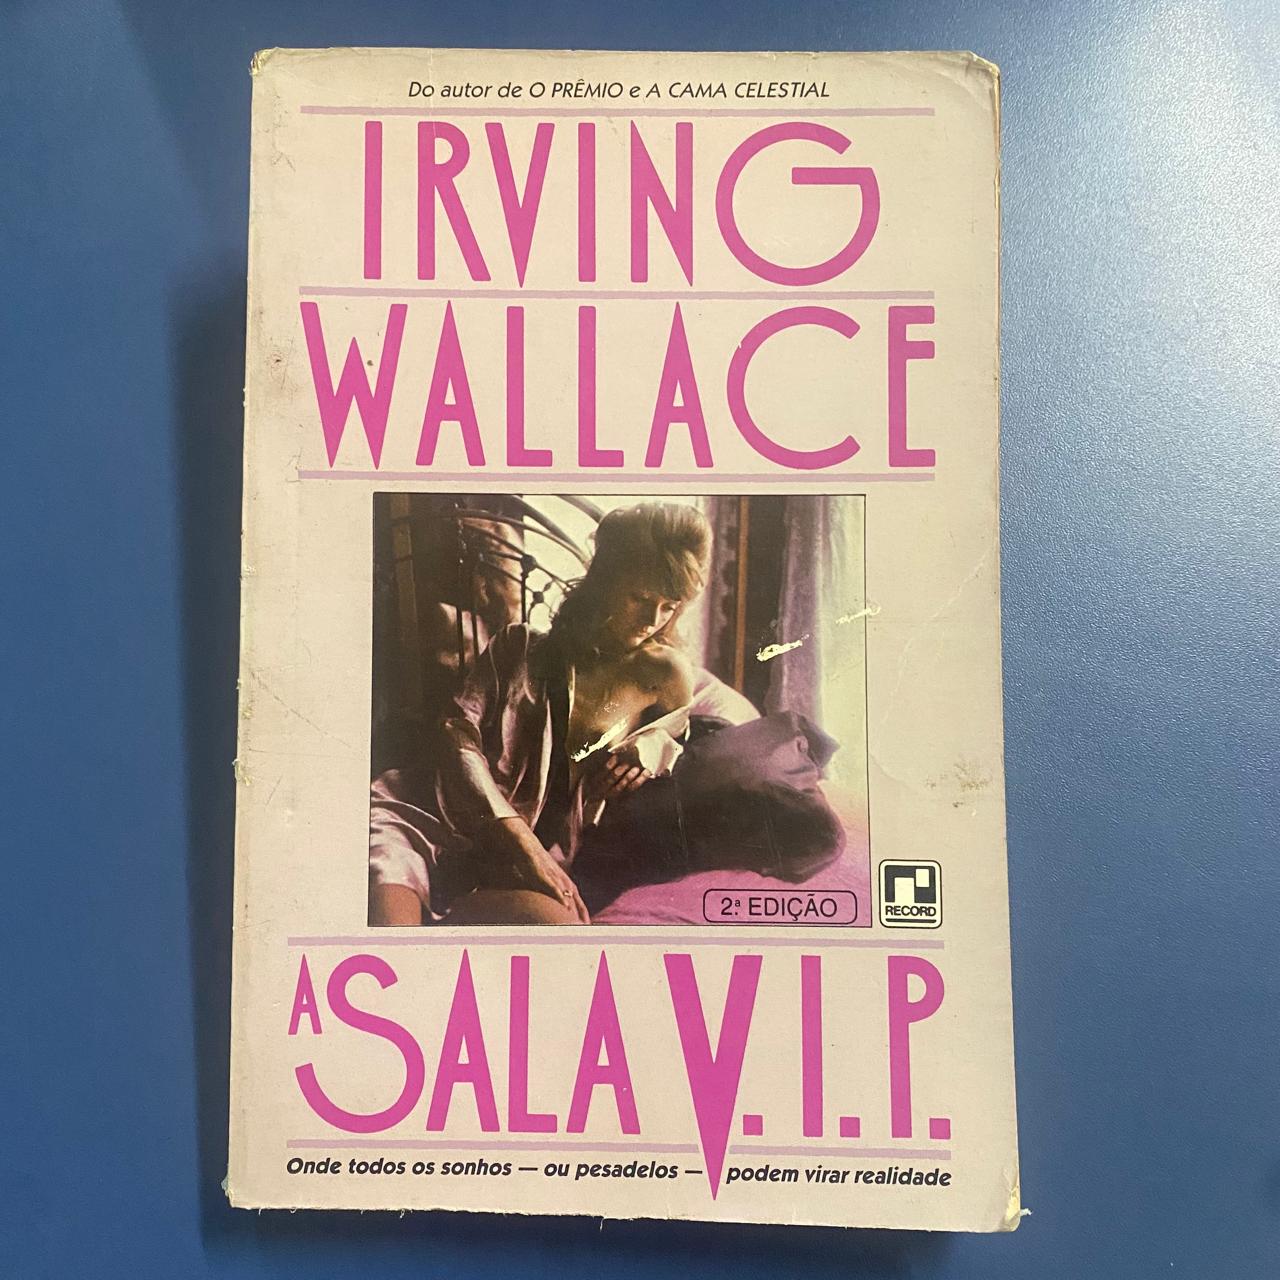 Do autor de O PRÊMIO e A CAMA CELESTIAL
IRVING
WALLACE
2ª EDIÇÃO
RECORD
A SALA V.I.P.
Onde todos os sonhos — ou pesadelos — podem virar realidade